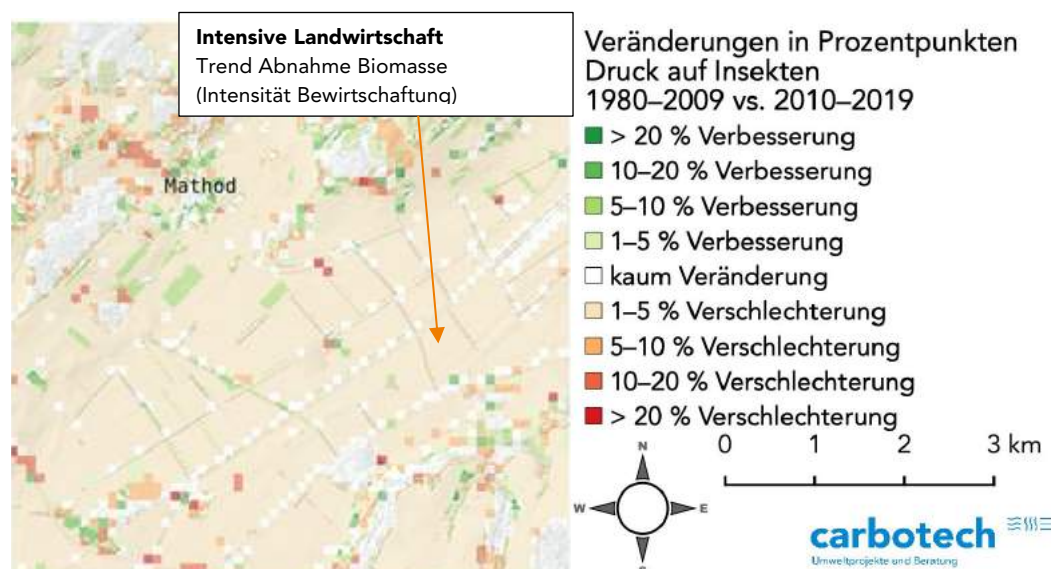 Intensive Landwirtschaft
Trend Abnahme Biomasse
(Intensität Bewirtschaftung)
Mathod
Veränderungen in Prozentpunkten
Druck auf Insekten
1980–2009 vs. 2010–2019
> 20 % Verbesserung
10–20 % Verbesserung
5–10 % Verbesserung
1–5 % Verbesserung
kaum Veränderung
1–5 % Verschlechterung
5–10 % Verschlechterung
10–20 % Verschlechterung
> 20 % Verschlechterung
0 1 2 3 km
N
W E
S
carbotech
Umweltprojekte und Beratung